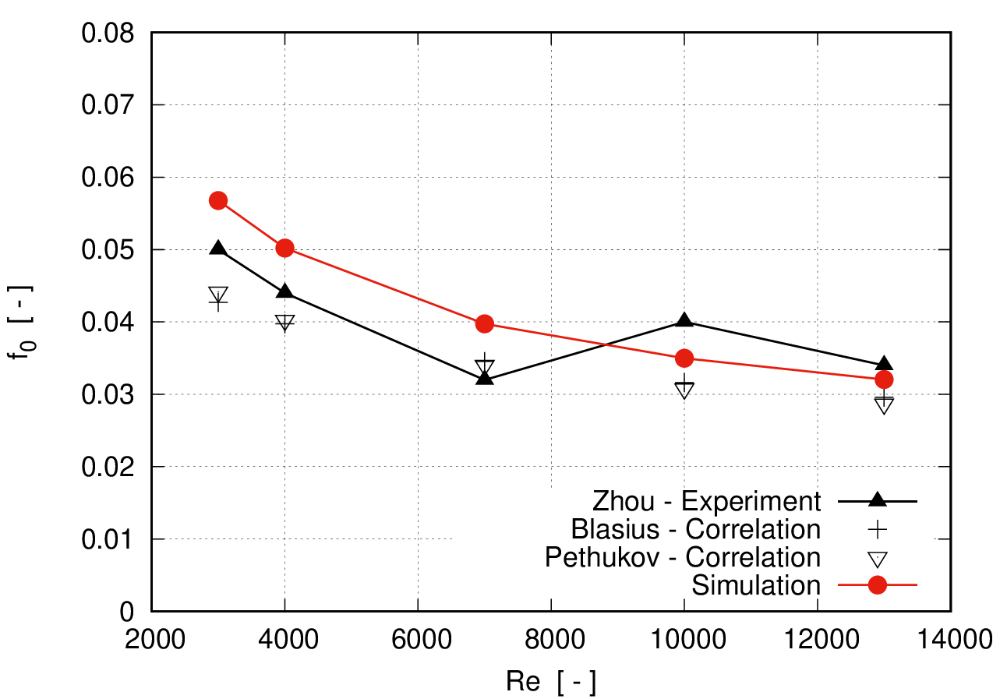 0.08
0.07
0.06
0.05
0.04
0.03
0.02
0.01
0
f0 [ - ]
Zhou - Experiment
Blasius - Correlation
Pethukov - Correlation
Simulation
2000 4000 6000 8000 10000 12000 14000
Re [ - ]